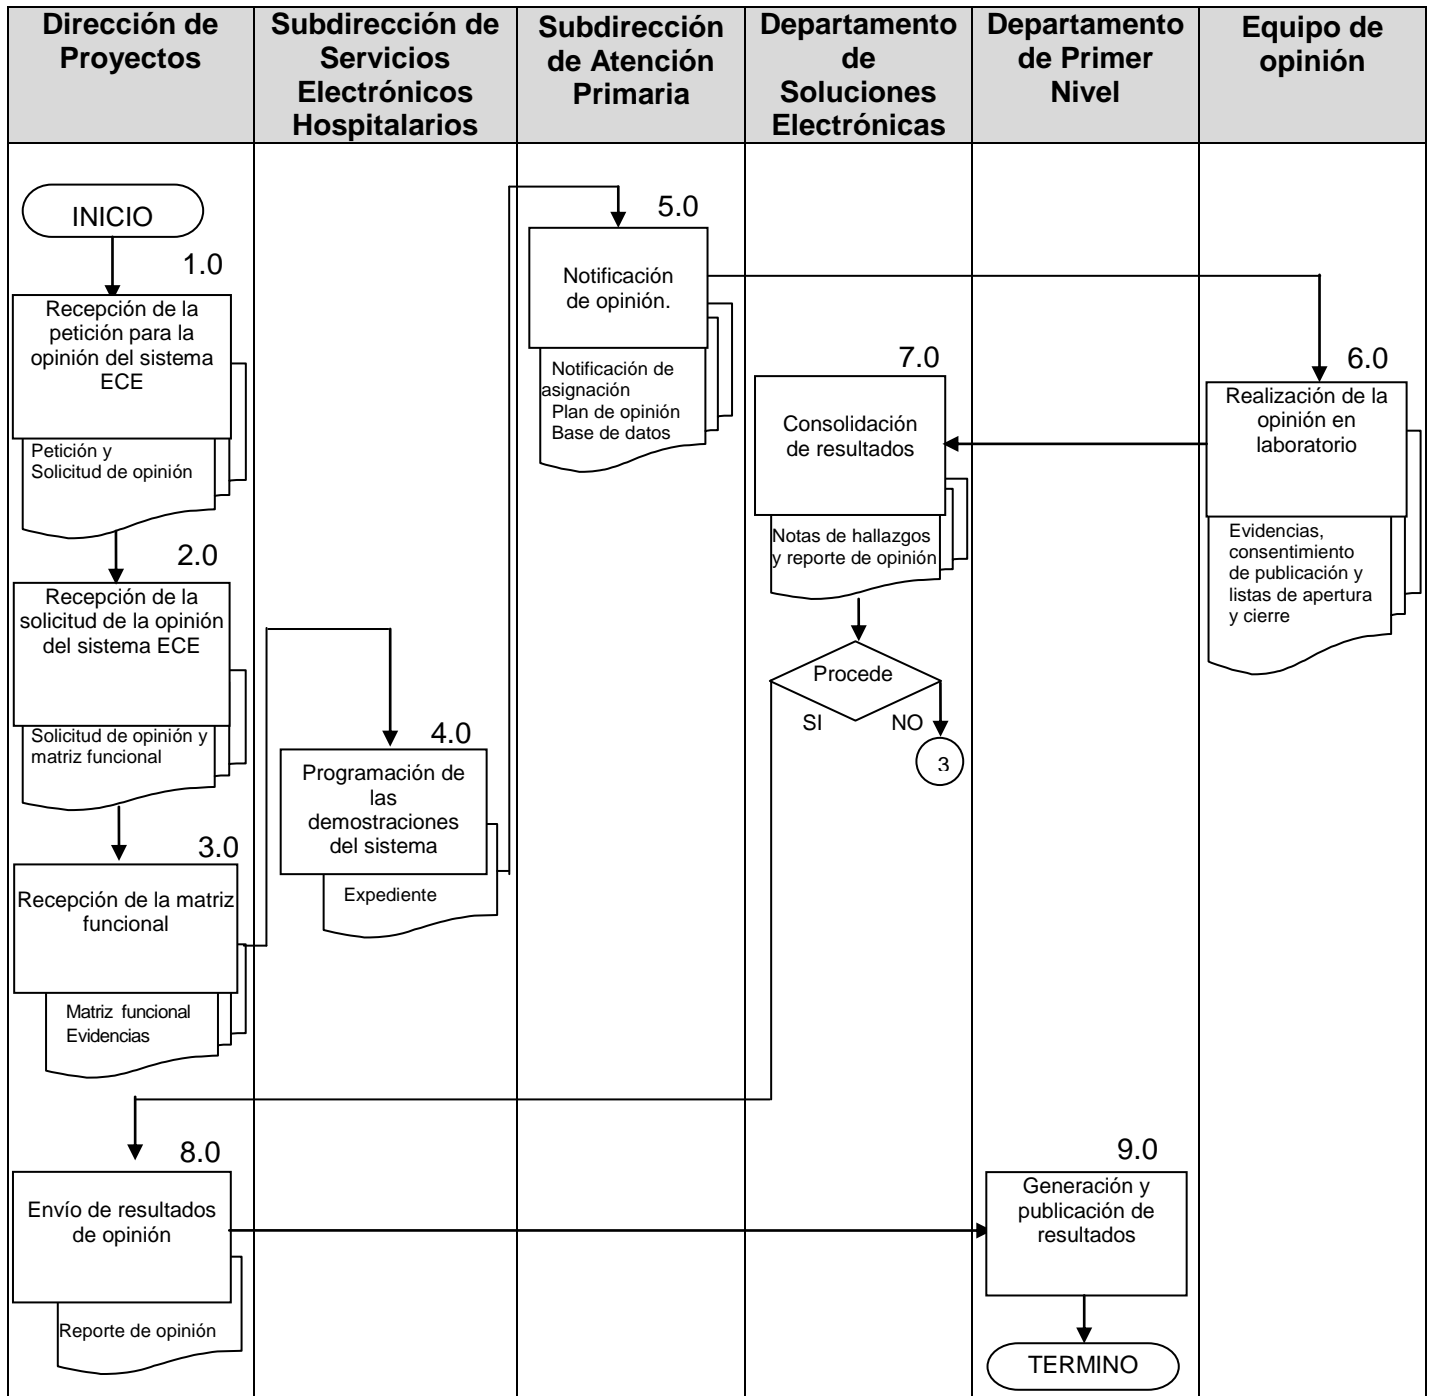 Dirección de
Proyectos
Subdirección de
Servicios
Electrónicos
Hospitalarios
Subdirección
de Atención
Primaria
Departamento
de
Soluciones
Electrónicas
Departamento
de Primer
Nivel
Equipo de
opinión
INICIO
1.0
Recepción de la
petición para la
opinión del sistema
ECE
Petición y
Solicitud de opinión
2.0
Recepción de la
solicitud de la opinión
del sistema ECE
Solicitud de opinión y
matriz funcional
3.0
Recepción de la matriz
funcional
Matriz funcional
Evidencias
4.0
Programación de
las
demostraciones
del sistema
Expediente
5.0
Notificación
de opinión.
Notificación de
asignación
Plan de opinión
Base de datos
6.0
Realización de la
opinión en
laboratorio
Evidencias,
consentimiento
de publicación y
listas de apertura
y cierre
7.0
Consolidación
de resultados
Notas de hallazgos
y reporte de opinión
Procede
SI
NO
3
8.0
Envío de resultados
de opinión
Reporte de opinión
9.0
Generación y
publicación de
resultados
TERMINO